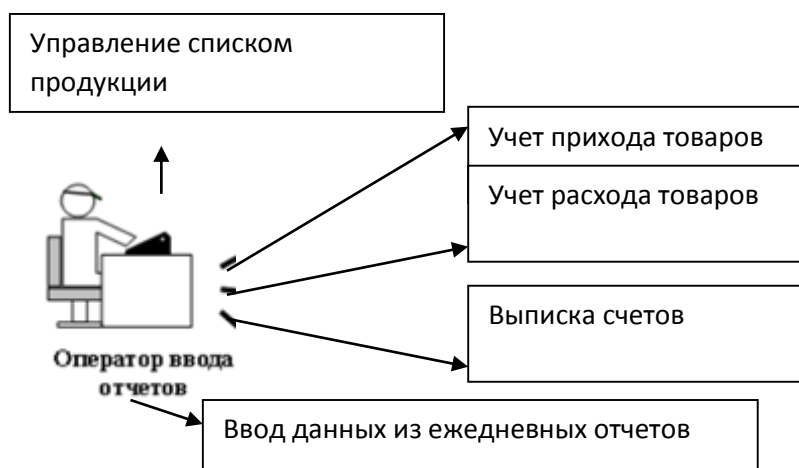 Управление списком
продукции
Учет прихода товаров
Учет расхода товаров
Выписка счетов
Оператор ввода
отчетов
Ввод данных из ежедневных отчетов